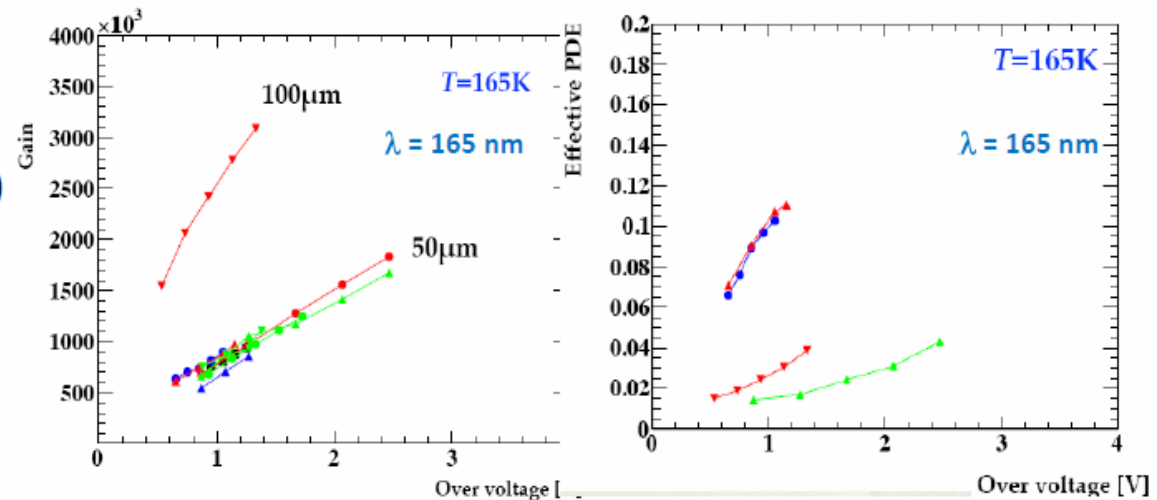 ×10³
4000
3500
3000
2500
2000
1500
1000
500
0
1
2
3
Gain
T=165K
λ = 165 nm
100μm
50μm
Over voltage [
Effective PDE
0.2
0.18
0.16
0.14
0.12
0.1
0.08
0.06
0.04
0.02
0
0
1
2
3
4
T=165K
λ = 165 nm
Over voltage [V]